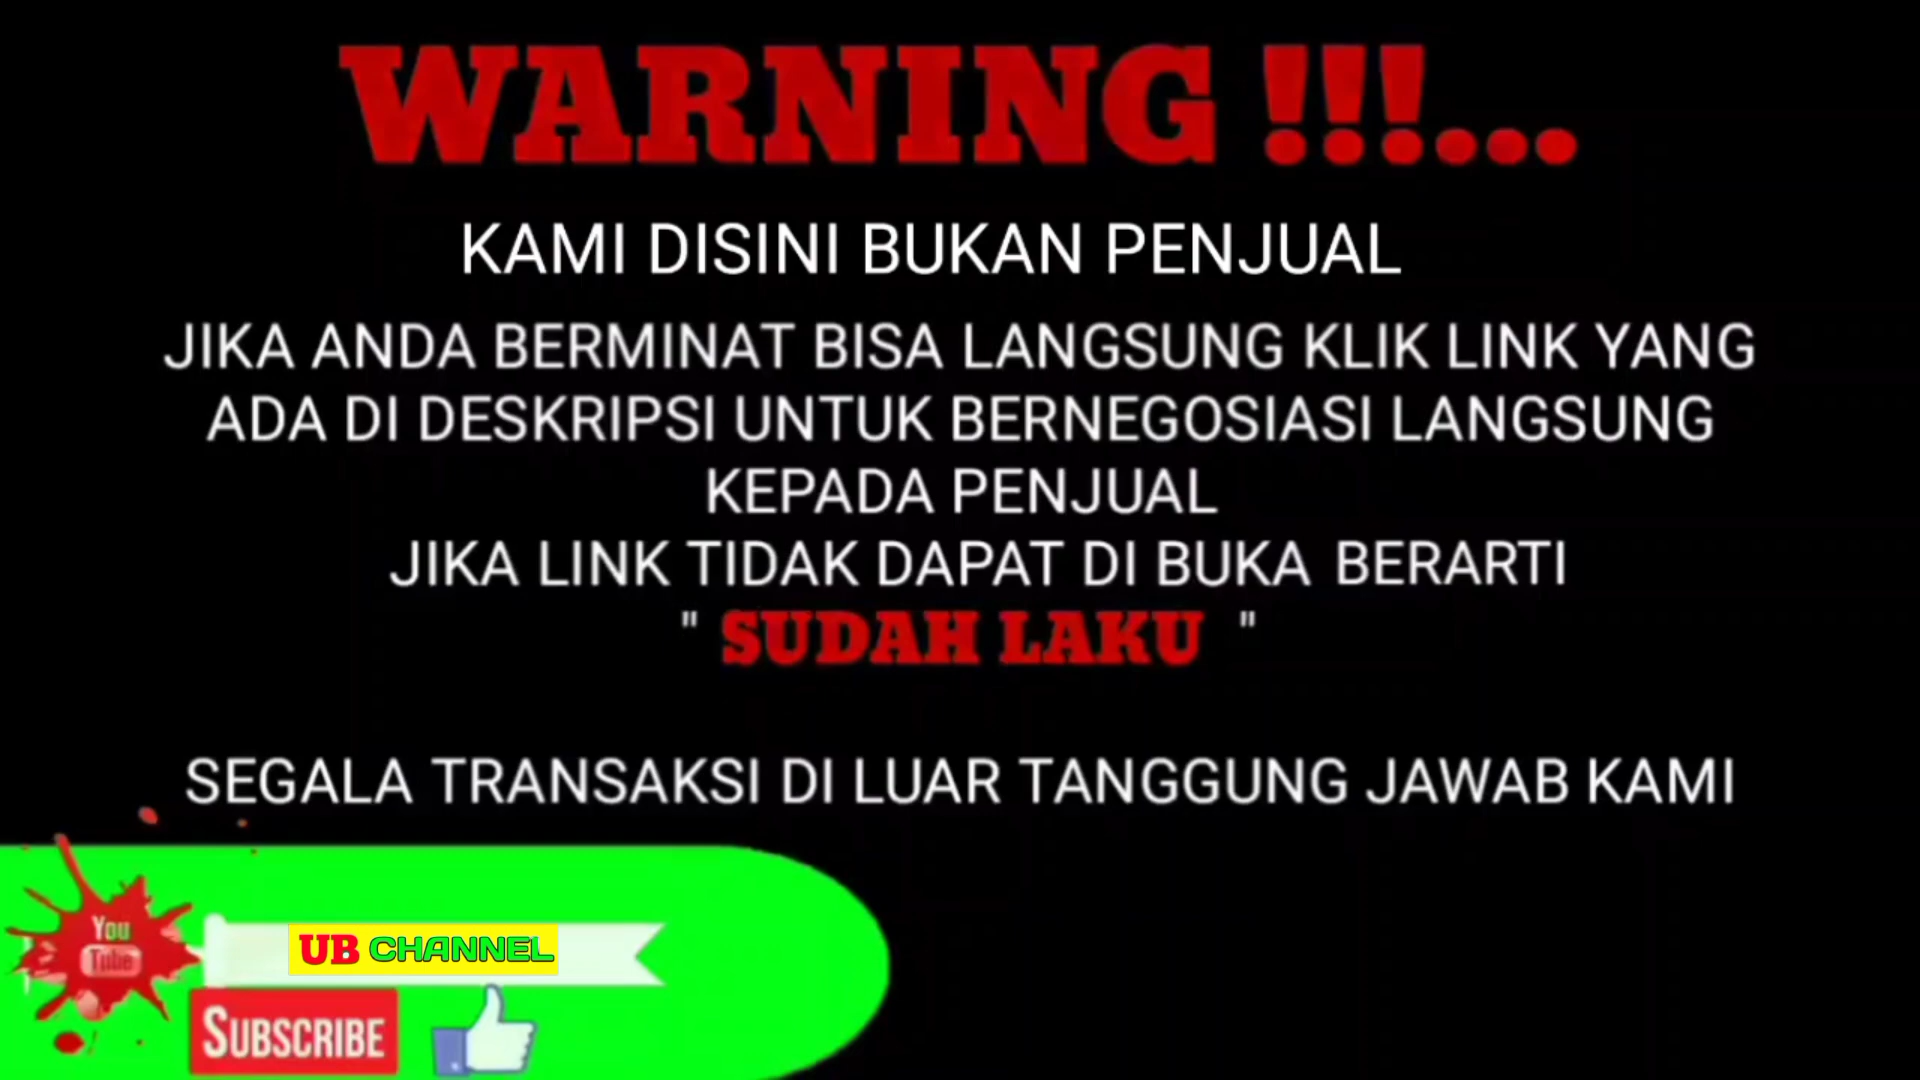 WARNING !!!...
KAMI DISINI BUKAN PENJUAL
JIKA ANDA BERMINAT BISA LANGSUNG KLIK LINK YANG
ADA DI DESKRIPSI UNTUK BERNEGOSIASI LANGSUNG
KEPADA PENJUAL
JIKA LINK TIDAK DAPAT DI BUKA BERARTI
" SUDAH LAKU "
SEGALA TRANSAKSI DI LUAR TANGGUNG JAWAB KAMI
You
Tube
UB CHANNEL
SUBSCRIBE